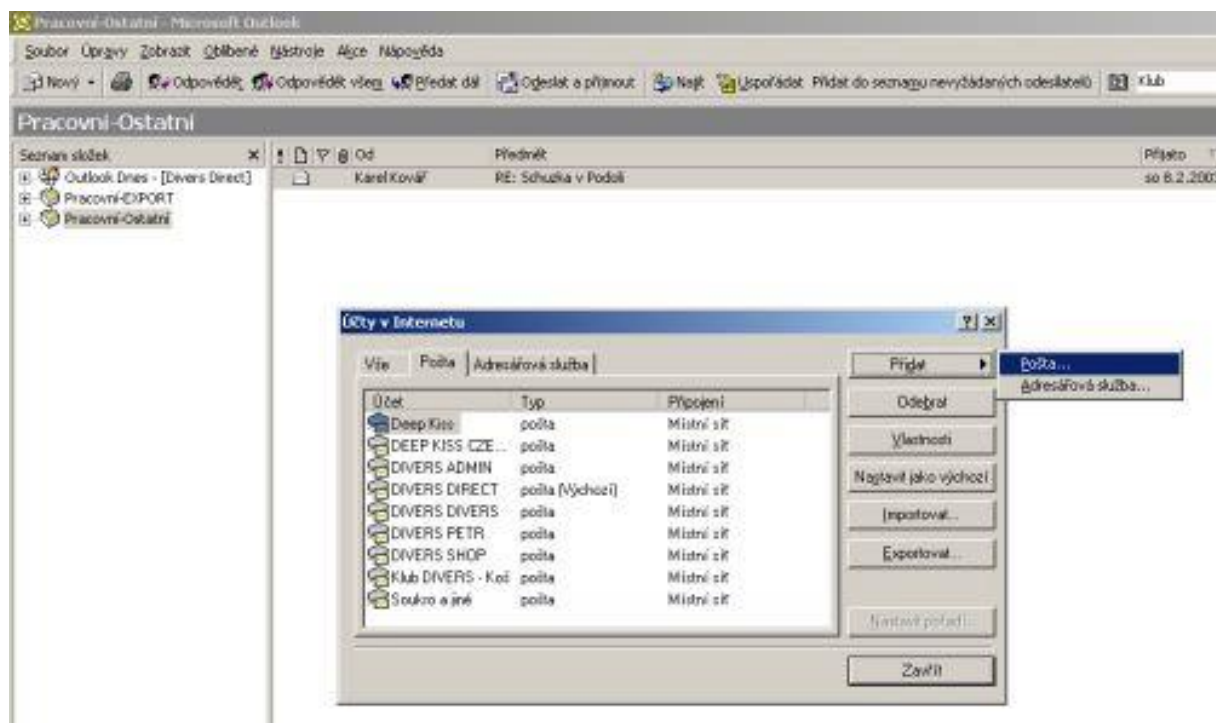 Pracovní-Ostatní - Microsoft Outlook
Soubor Úpravy Zobrazit Oblíbené Nástroje Akce Nápověda
Nový Odpovědět Odpovědět všem Předat dál Odeslat a přijmout Najít Uspořádat Přidat do seznamu nevyžádaných odesilatelů Klub
Pracovní-Ostatní
Seznam složek Od Předmět Přijato
Outlook Dnes - [Divers Direct] Karel Kovář RE: Schuzka v Podoli so 8.2.2003
Pracovní-EXPORT
Pracovní-Ostatní
Účty v Internetu
Vše Pošta Adresářová služba Přidat Pošta...
Adresářová služba...
Účet Typ Připojení Odebrat
Deep Kiss pošta Místní síť
DEEP KISS CZE... pošta Místní síť Vlastnosti
DIVERS ADMIN pošta Místní síť
DIVERS DIRECT pošta (Výchozí) Místní síť Nastavit jako výchozí
DIVERS DIVERS pošta Místní síť Importovat...
DIVERS PETR pošta Místní síť
DIVERS SHOP pošta Místní síť Exportovat...
Klub DIVERS - Koš pošta Místní síť
Soukro a jiné pošta Místní síť
Nastavit pořadí...
Zavřít